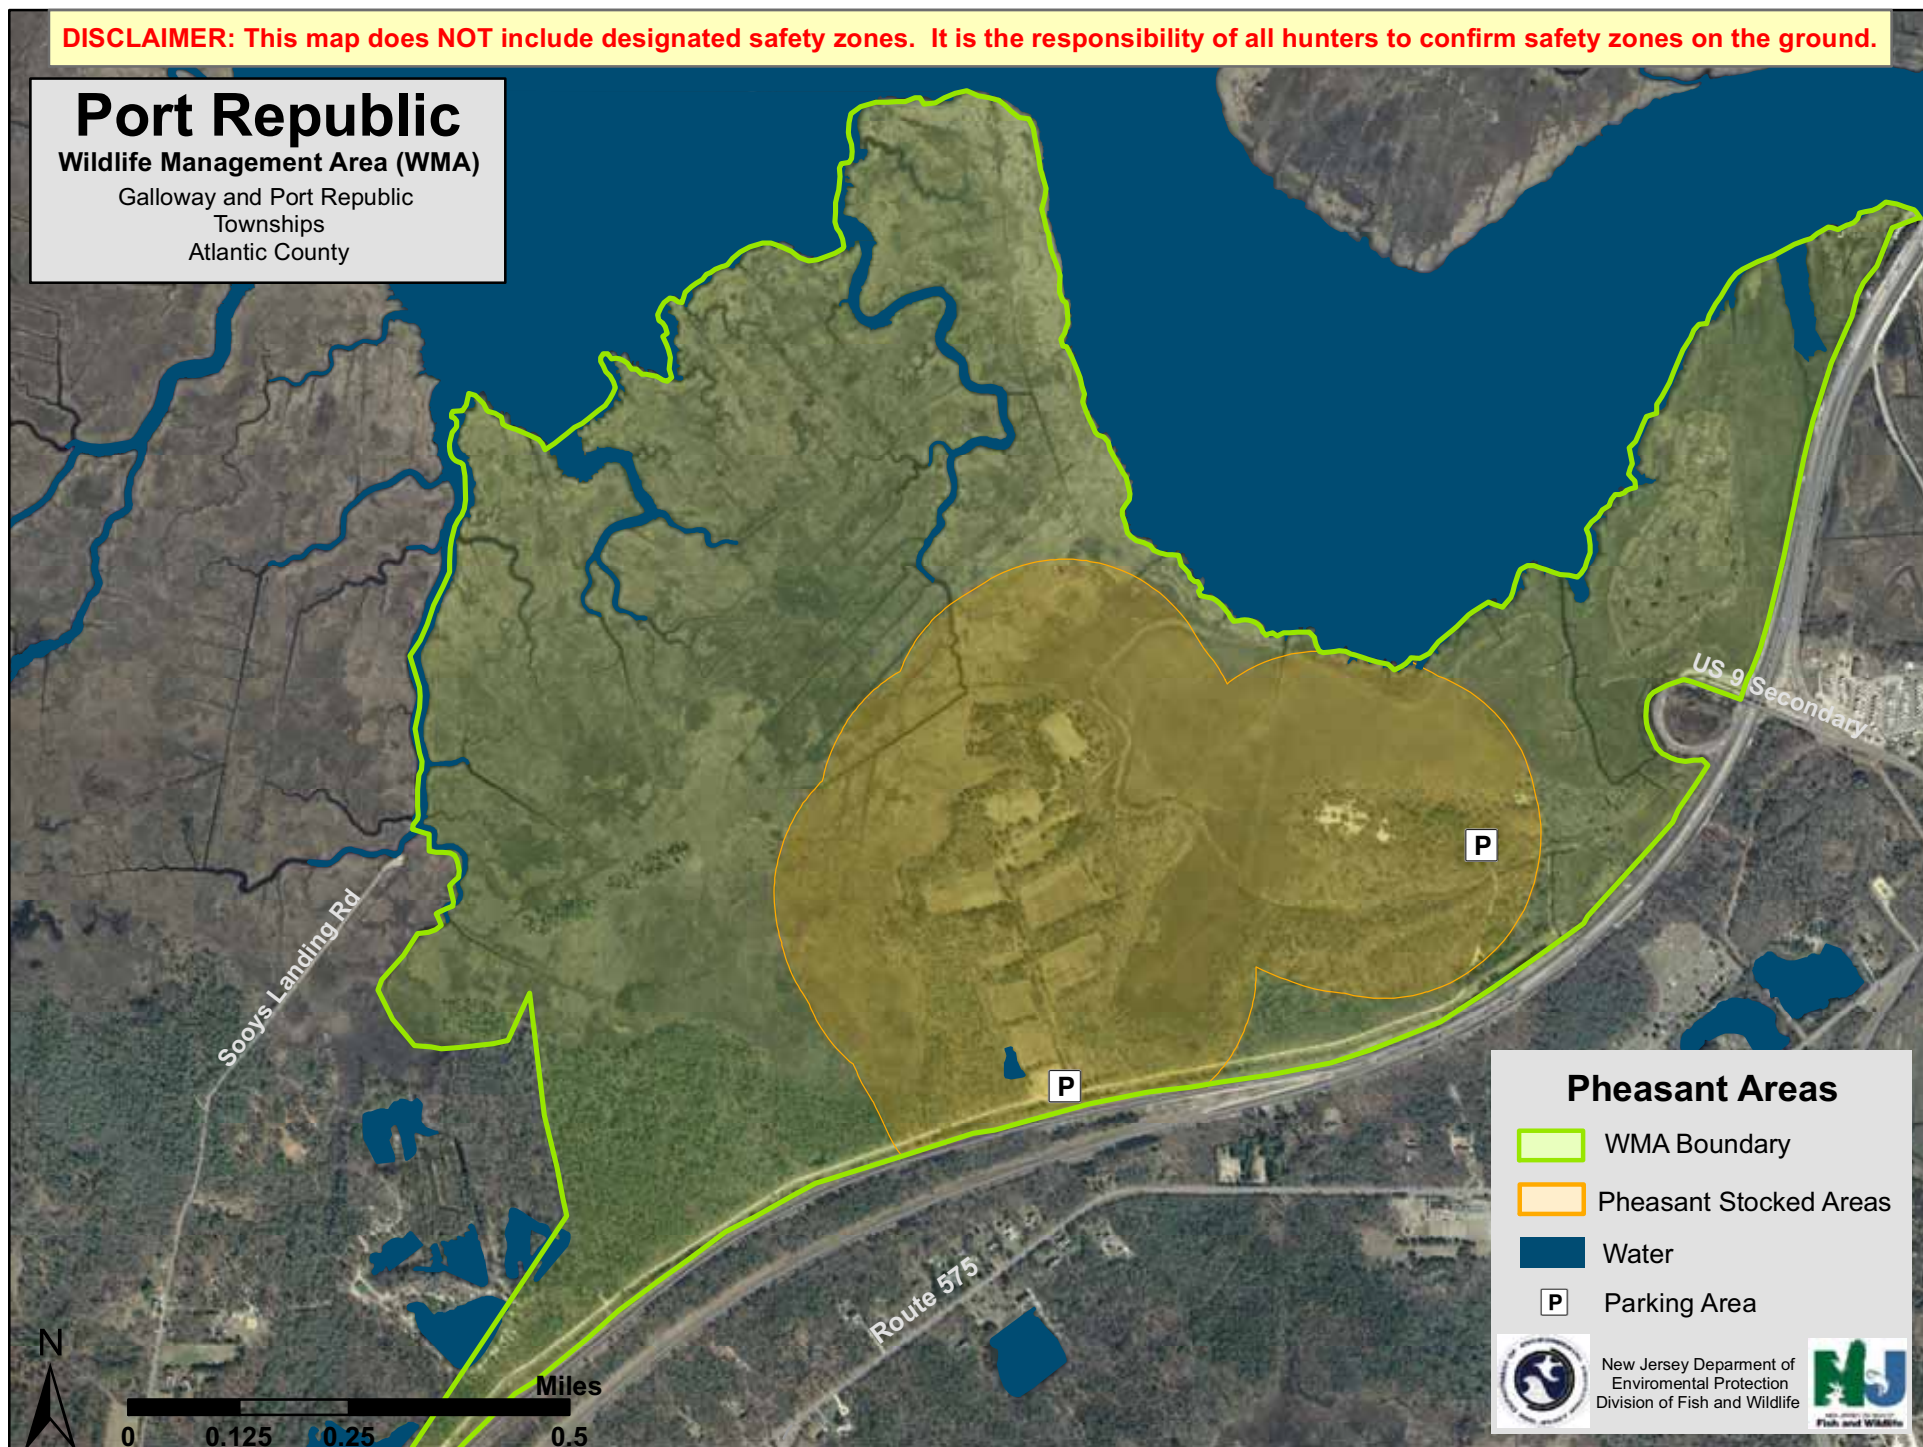 DISCLAIMER: This map does NOT include designated safety zones. It is the responsibility of all hunters to confirm safety zones on the ground.
Port Republic
Wildlife Management Area (WMA)
Galloway and Port Republic
Townships
Atlantic County
US 9 Secondary
P
Sooys Landing Rd
P
Route 575
Pheasant Areas
WMA Boundary
Pheasant Stocked Areas
Water
P Parking Area
New Jersey Deparment of
Enviromental Protection
Division of Fish and Wildlife
Fish and Wildlife
N
Miles
0 0.125 0.25 0.5